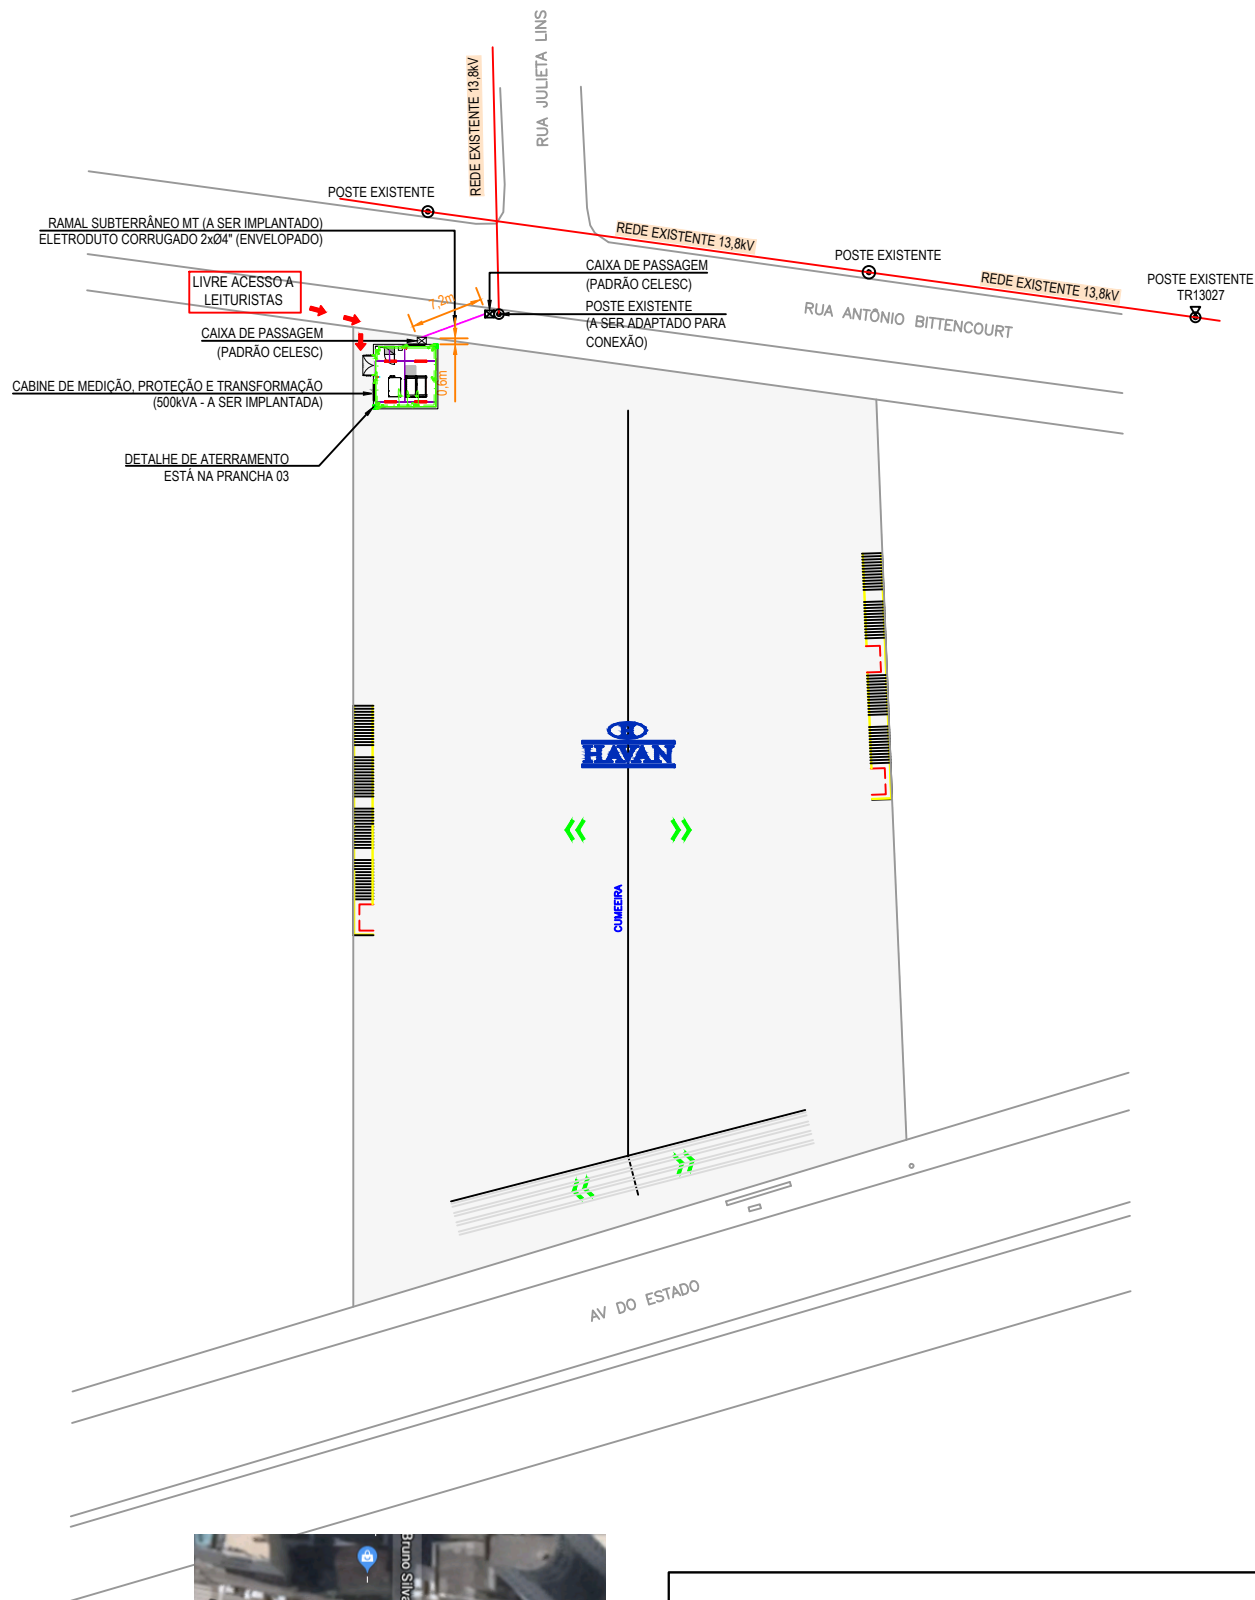 RUA JULIETA LINS
REDE EXISTENTE 13,8kV
POSTE EXISTENTE
RAMAL SUBTERRÂNEO MT (A SER IMPLANTADO)
ELETRODUTO CORRUGADO 2xØ4" (ENVELOPADO)
REDE EXISTENTE 13,8kV
POSTE EXISTENTE
REDE EXISTENTE 13,8kV
POSTE EXISTENTE
TR13027
LIVRE ACESSO A
LEITURISTAS
7,2m
CAIXA DE PASSAGEM
(PADRÃO CELESC)
POSTE EXISTENTE
(A SER ADAPTADO PARA
CONEXÃO)
RUA ANTÔNIO BITTENCOURT
CAIXA DE PASSAGEM
(PADRÃO CELESC)
0,6m
CABINE DE MEDIÇÃO, PROTEÇÃO E TRANSFORMAÇÃO
(500kVA - A SER IMPLANTADA)
DETALHE DE ATERRAMENTO
ESTÁ NA PRANCHA 03
HAVAN
CUMEEIRA
AV DO ESTADO
Bruno Silva